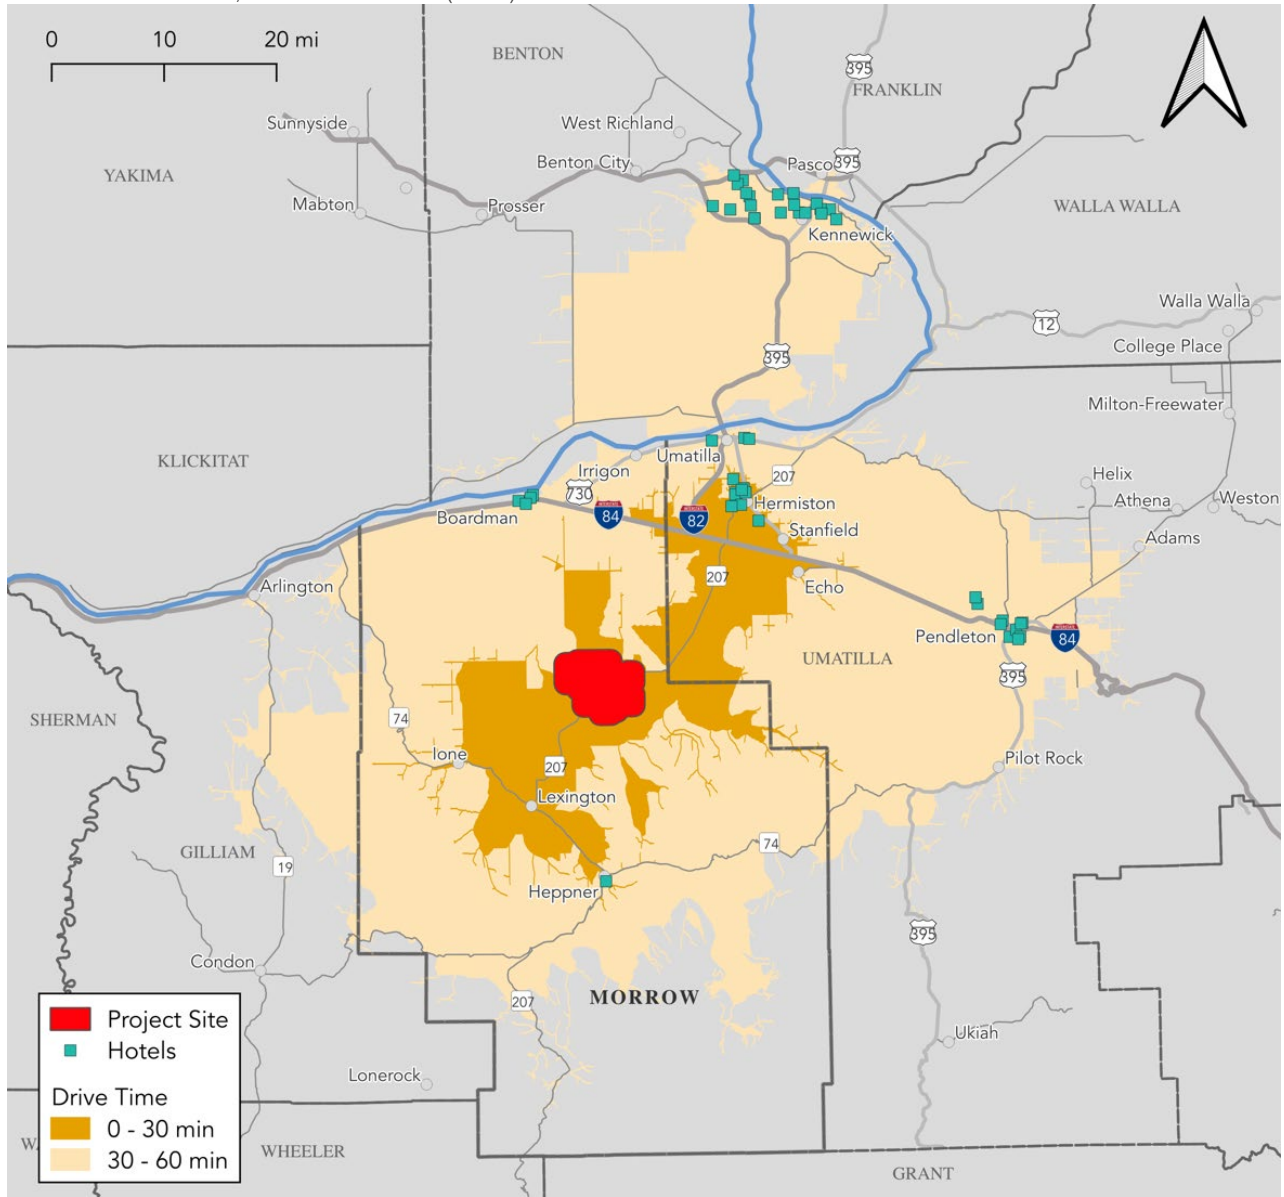 0 10 20 mi
BENTON
395
FRANKLIN
Sunnyside
West Richland
Benton City
Pasco
395
YAKIMA
Mabton
Prosser
WALLA WALLA
Kennewick
Walla Walla
12
College Place
395
Milton-Freewater
KLICKITAT
Umatilla
Irrigon
207
Helix
730
Hermiston
Athena
Weston
Boardman
84
82
Stanfield
Adams
207
Echo
Arlington
Pendleton
84
UMATILLA
395
SHERMAN
74
Ione
207
Pilot Rock
Lexington
GILLIAM
19
74
Heppner
395
Condon
MORROW
207
Ukiah
Lonerock
WHEELER
GRANT
Project Site
Hotels
Drive Time
0 - 30 min
30 - 60 min